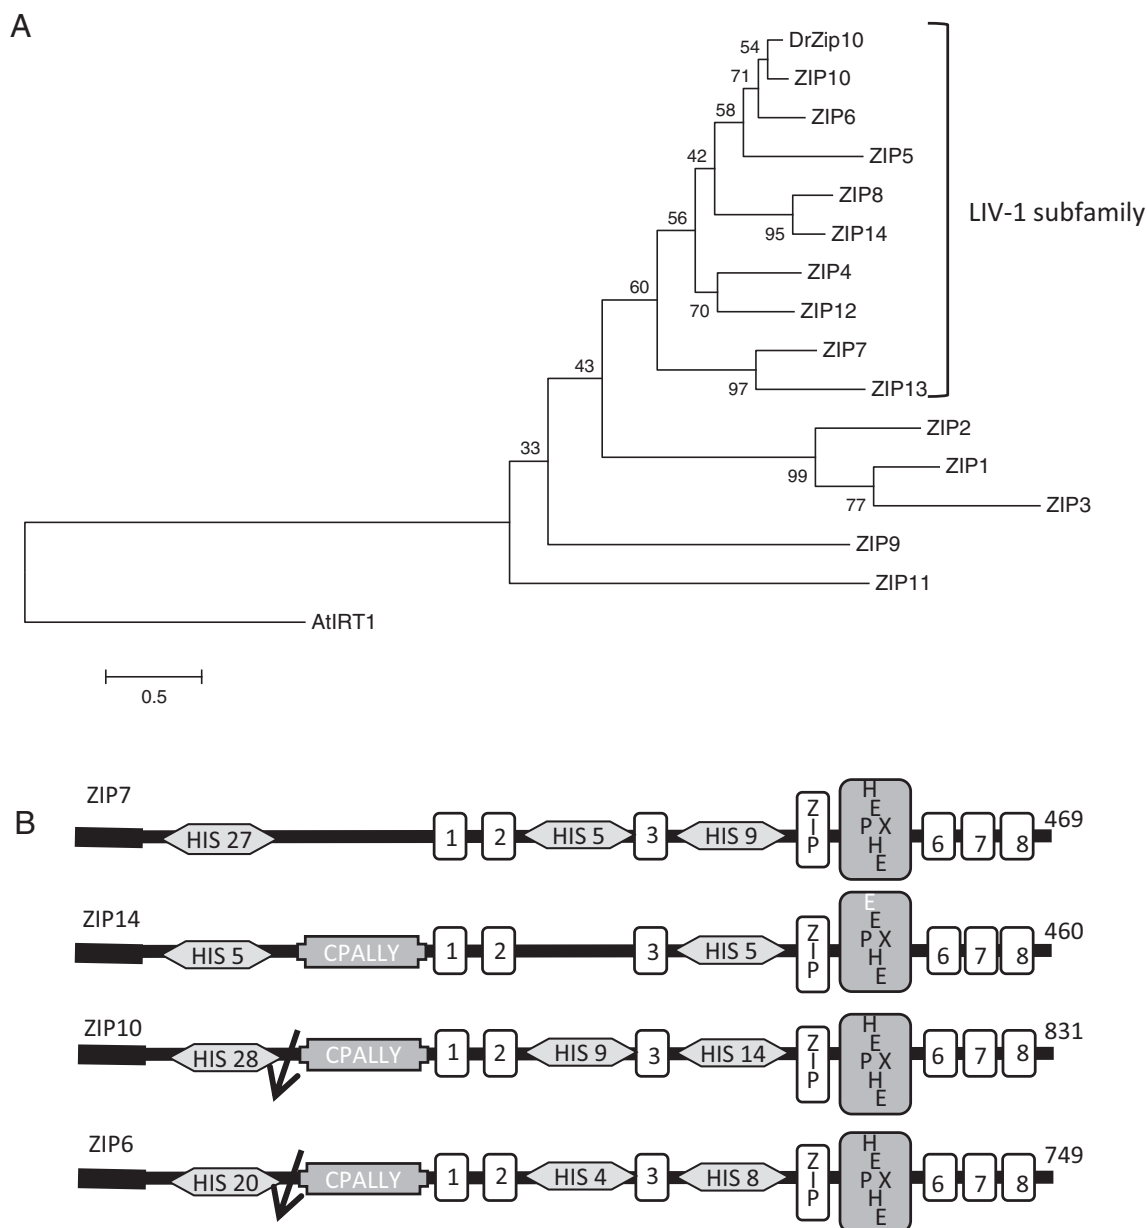 A
DrZip10
54
ZIP10
71
ZIP6
58
ZIP5
42
ZIP8
LIV-1 subfamily
56
ZIP14
95
ZIP4
60
ZIP12
70
ZIP7
43
ZIP13
97
ZIP2
33
ZIP1
99
ZIP3
77
ZIP9
ZIP11
AtIRT1
0.5
B
ZIP7
HIS 27
1
2
HIS 5
3
HIS 9
ZIP
HEPXHE
6
7
8
469
ZIP14
HIS 5
CPALLY
1
2
3
HIS 5
ZIP
EEPXHE
6
7
8
460
ZIP10
HIS 28
CPALLY
1
2
HIS 9
3
HIS 14
ZIP
HEPXHE
6
7
8
831
ZIP6
HIS 20
CPALLY
1
2
HIS 4
3
HIS 8
ZIP
HEPXHE
6
7
8
749